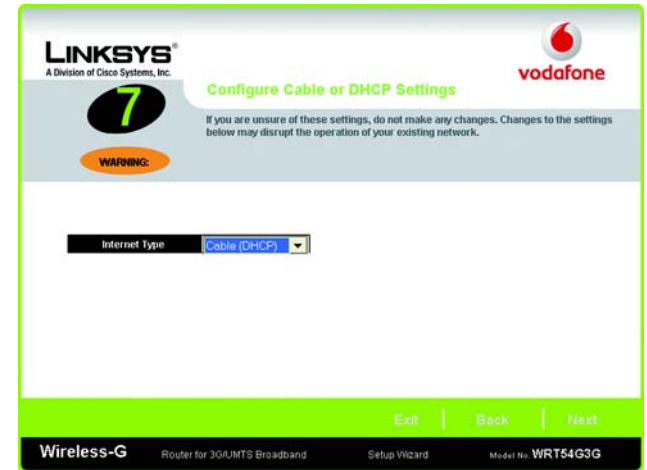 LINKSYS®
A Division of Cisco Systems, Inc.
vodafone
7
Configure Cable or DHCP Settings
If you are unsure of these settings, do not make any changes. Changes to the settings
below may disrupt the operation of your existing network.
WARNING:
Internet Type
Cable (DHCP)
Exit
Back
Next
Wireless-G
Router for 3G/UMTS Broadband
Setup Wizard
Model No. WRT54G3G